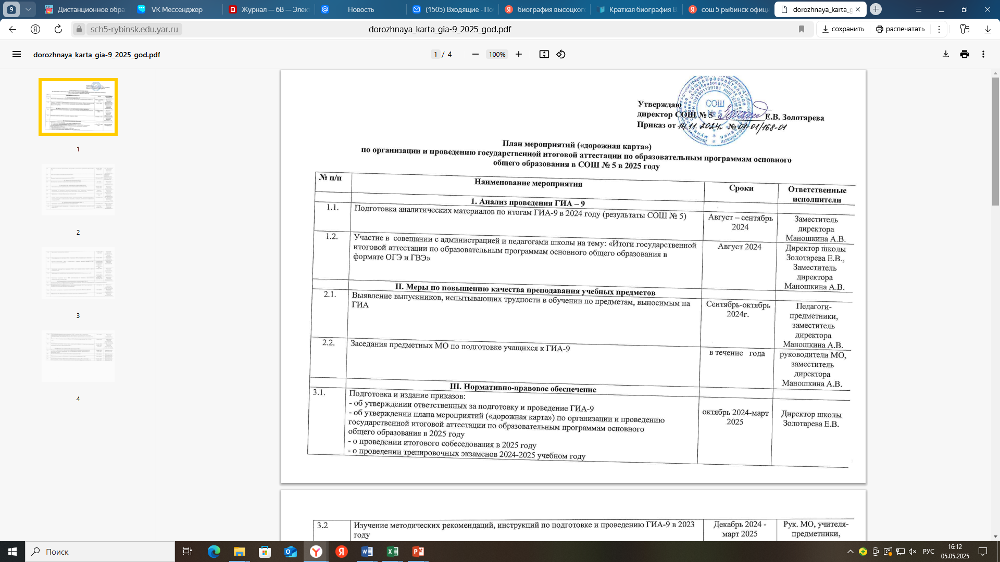 9
Дистанционное обра
VK Мессенджер
Журнал — 6В — Элек
Новость
(1505) Входящие - По
биография высоцкого
Краткая биография В
сош 5 рыбинск офиц
dorozhnaya_karta_g
sch5-rybinsk.edu.yar.ru
dorozhnaya_karta_gia-9_2025_god.pdf
сохранить
распечатать
dorozhnaya_karta_gia-9_2025_god.pdf
1 / 4
100%
1
2
3
4
СОШ
№ 5
Утверждаю
директор СОШ № 5 Е.В. Золотарева
Приказ от 14.11.2024. № 01-01/168-01
План мероприятий («дорожная карта»)
по организации и проведению государственной итоговой аттестации по образовательным программам основного
общего образования в СОШ № 5 в 2025 году
№ п/п
Наименование мероприятия
Сроки
Ответственные
исполнители
1. Анализ проведения ГИА – 9
1.1.
Подготовка аналитических материалов по итогам ГИА-9 в 2024 году (результаты СОШ № 5)
Август – сентябрь
2024
Заместитель
директора
Маношкина А.В.
1.2.
Участие в совещании с администрацией и педагогами школы на тему: «Итоги государственной
итоговой аттестации по образовательным программам основного общего образования в
формате ОГЭ и ГВЭ»
Август 2024
Директор школы
Золотарева Е.В.,
Заместитель
директора
Маношкина А.В.
II. Меры по повышению качества преподавания учебных предметов
2.1.
Выявление выпускников, испытывающих трудности в обучении по предметам, выносимым на
ГИА
Сентябрь-октябрь
2024г.
Педагоги-
предметники,
заместитель
директора
Маношкина А.В.
2.2.
Заседания предметных МО по подготовке учащихся к ГИА-9
в течение года
руководители МО,
заместитель
директора
Маношкина А.В.
III. Нормативно-правовое обеспечение
3.1.
Подготовка и издание приказов:
- об утверждении ответственных за подготовку и проведение ГИА-9
- об утверждении плана мероприятий («дорожная карта») по организации и проведению
государственной итоговой аттестации по образовательным программам основного
общего образования в 2025 году
- о проведении итогового собеседования в 2025 году
- о проведении тренировочных экзаменов 2024-2025 учебном году
октябрь 2024-март
2025
Директор школы
Золотарева Е.В.
3.2
Изучение методических рекомендаций, инструкций по подготовке и проведению ГИА-9 в 2023
году
Декабрь 2024 -
март 2025
Рук. МО, учителя-
предметники,
Поиск
РУС
16:12
05.05.2025